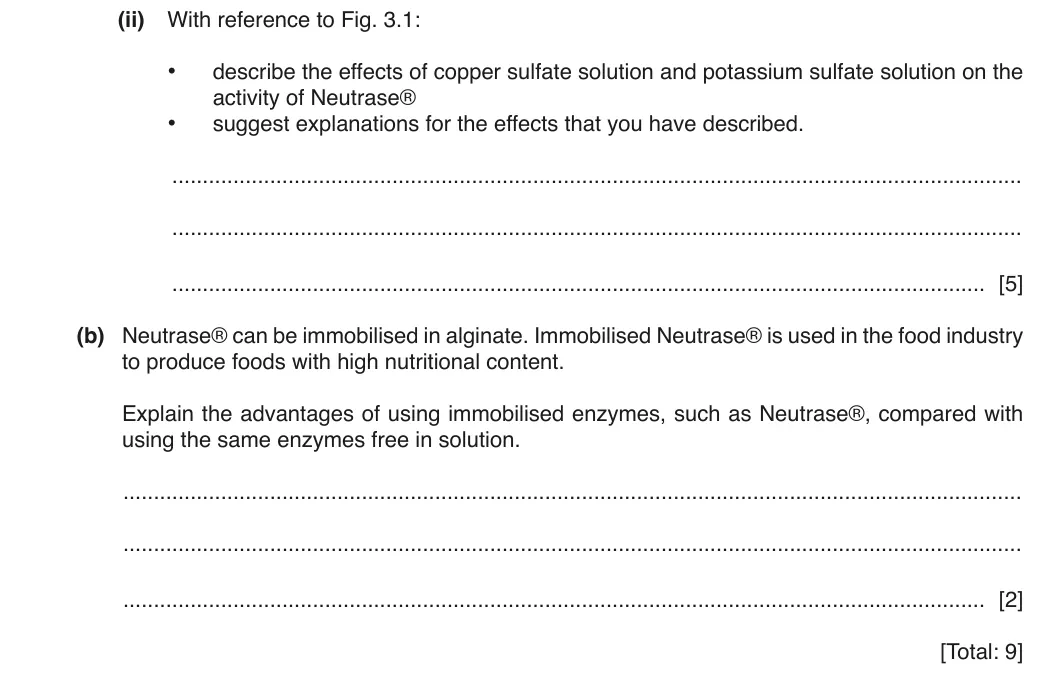 (ii) With reference to Fig. 3.1:
• describe the effects of copper sulfate solution and potassium sulfate solution on the
activity of Neutrase®
• suggest explanations for the effects that you have described.
....................................................................................................................................
....................................................................................................................................
.............................................................................................................................. [5]
(b) Neutrase® can be immobilised in alginate. Immobilised Neutrase® is used in the food industry
to produce foods with high nutritional content.
Explain the advantages of using immobilised enzymes, such as Neutrase®, compared with
using the same enzymes free in solution.
....................................................................................................................................
....................................................................................................................................
.............................................................................................................................. [2]
[Total: 9]